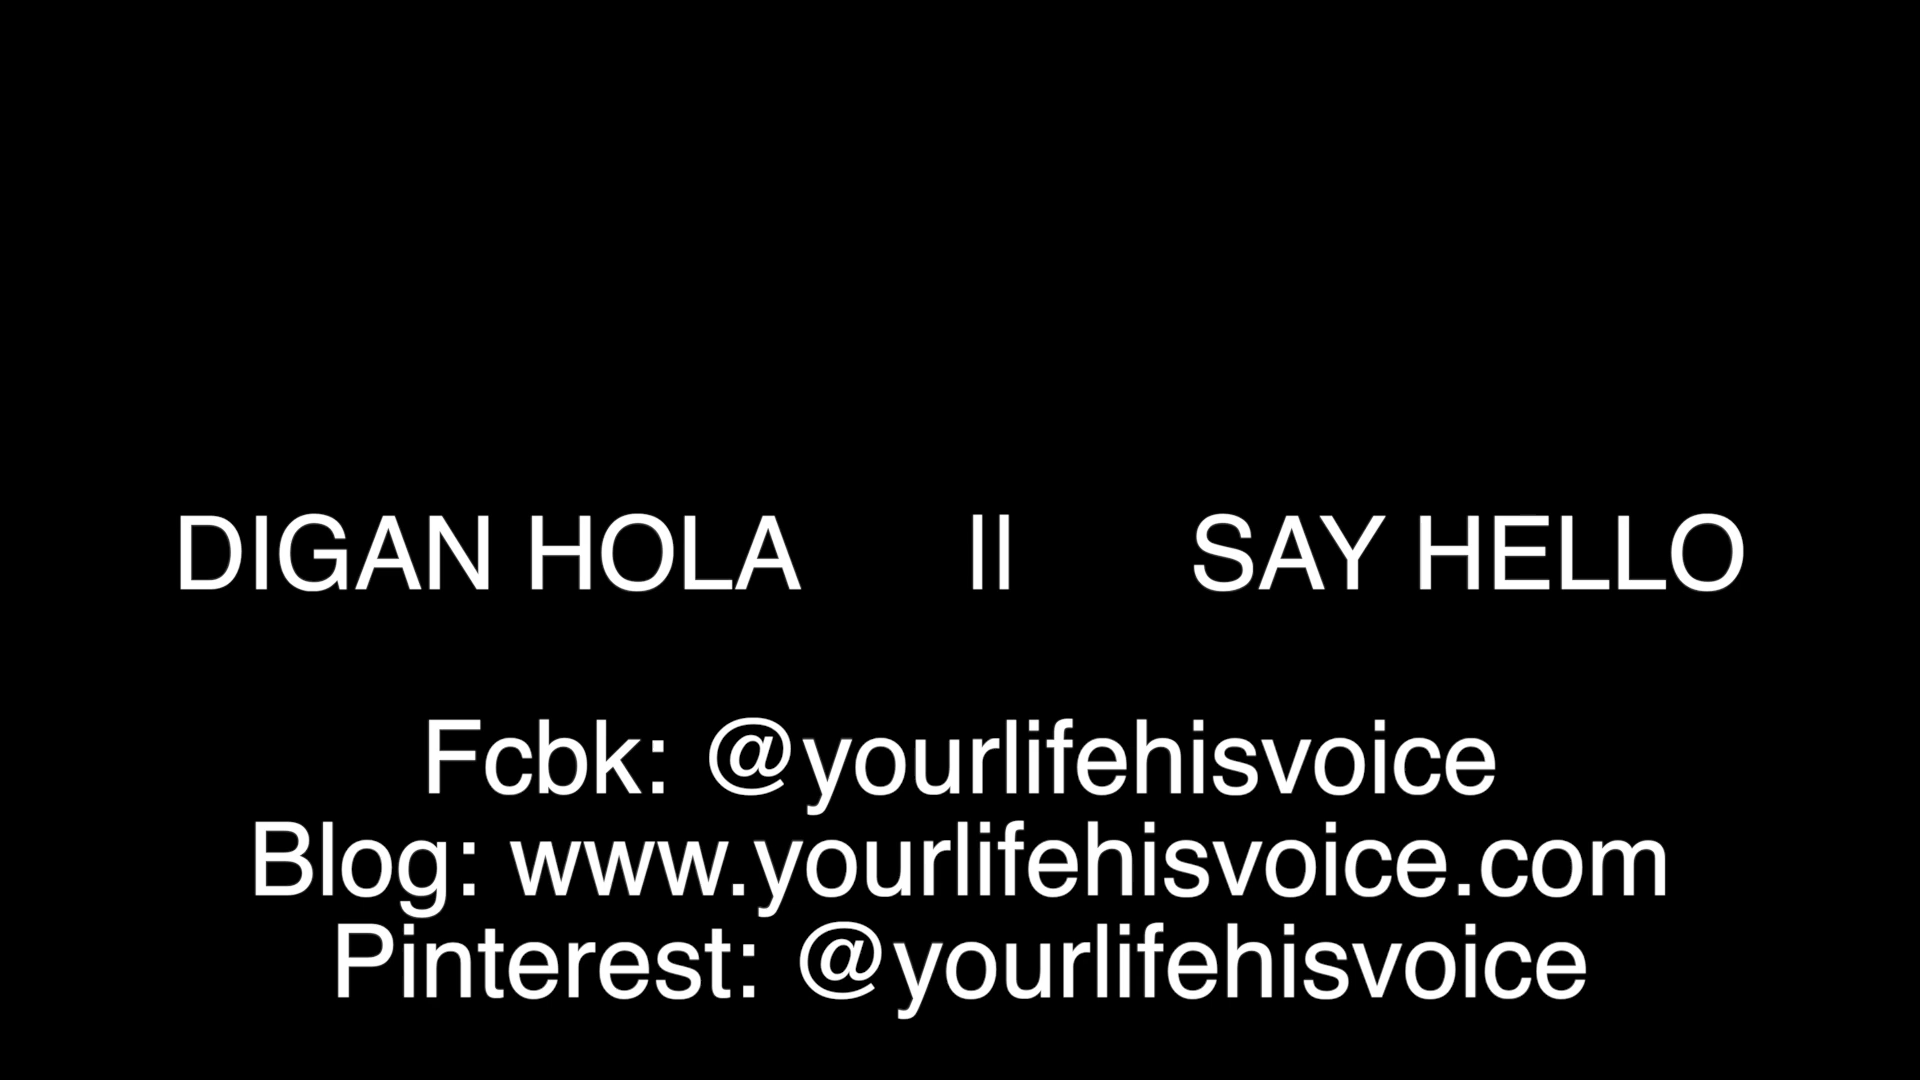 DIGAN HOLA II SAY HELLO
Fcbk: @yourlifehisvoice
Blog: www.yourlifehisvoice.com
Pinterest: @yourlifehisvoice